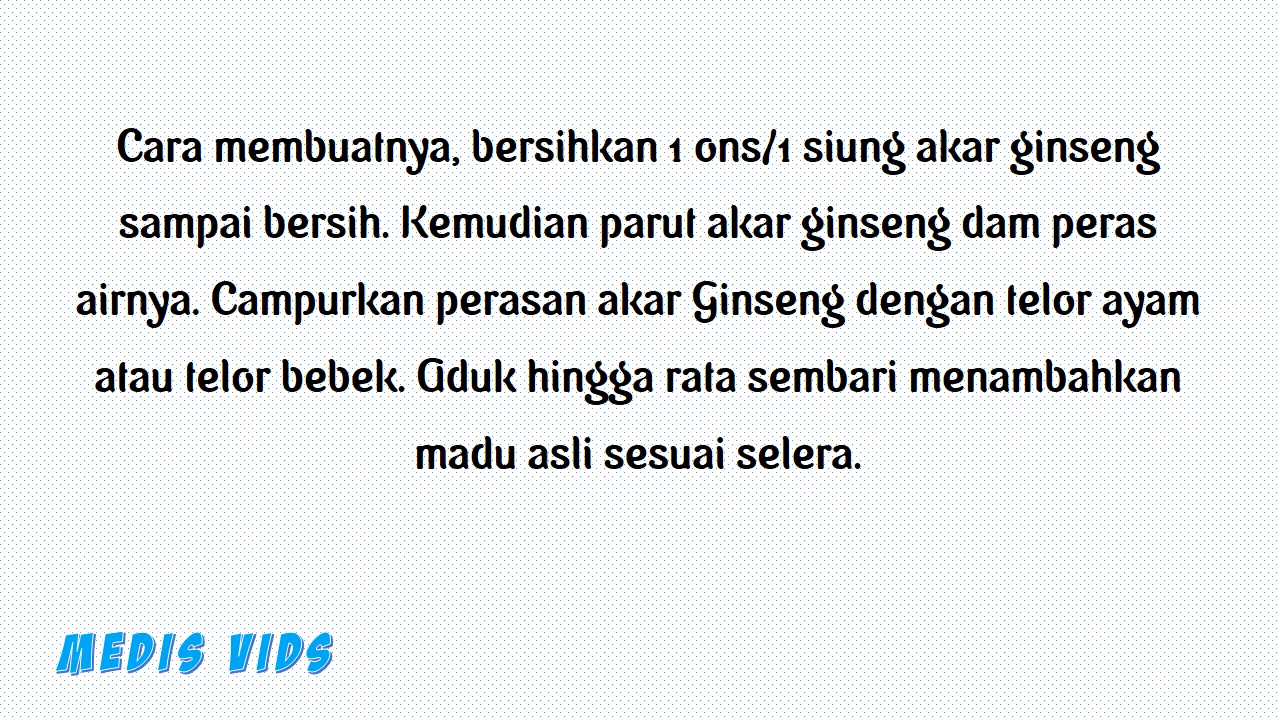 Cara membuatnya, bersihkan 1 ons/1 siung akar ginseng
sampai bersih. Kemudian parut akar ginseng dam peras
airnya. Campurkan perasan akar Ginseng dengan telor ayam
atau telor bebek. Aduk hingga rata sembari menambahkan
madu asli sesuai selera.
MEDIS VIDS